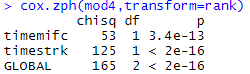 > cox.zph(mod4,transform=rank)
         chisq df       p
timemifc    53  1 3.4e-13
timestrk   125  1 < 2e-16
GLOBAL     165  2 < 2e-16